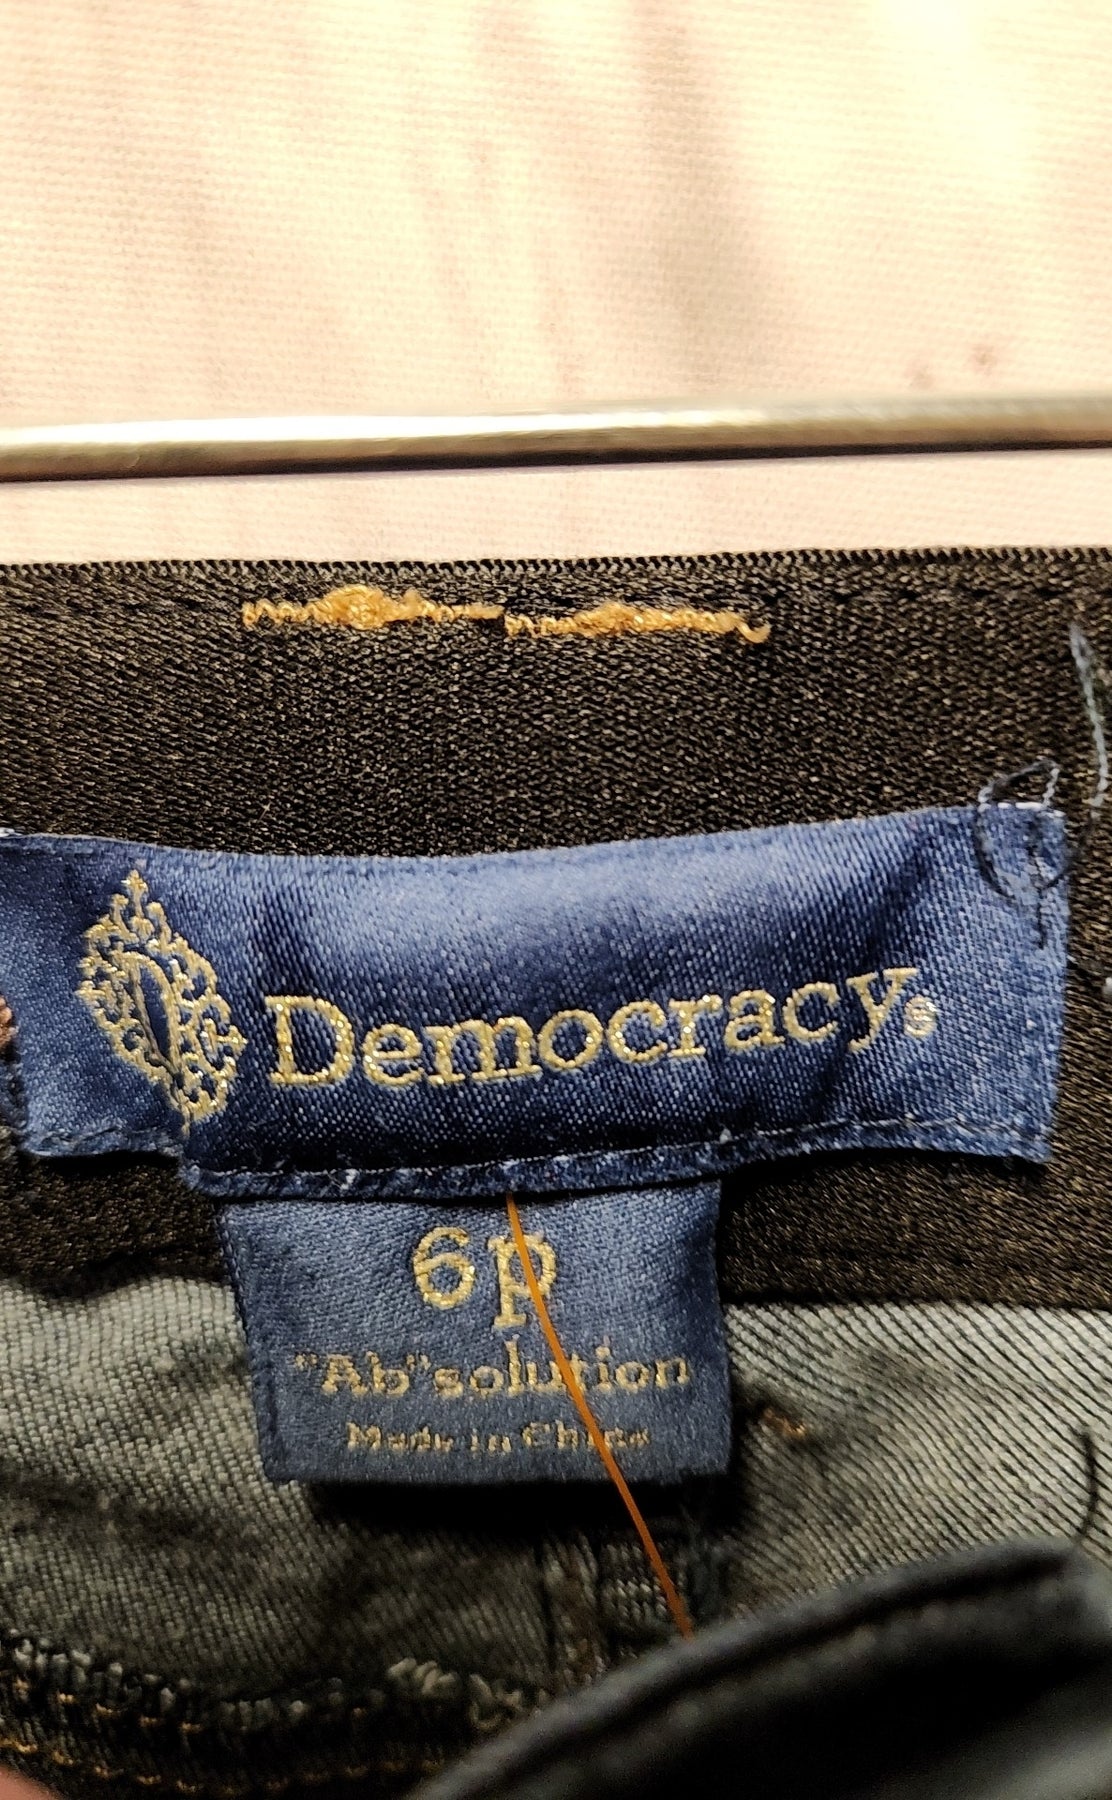 Democracy®
6p
"Ab"solution
Made in China